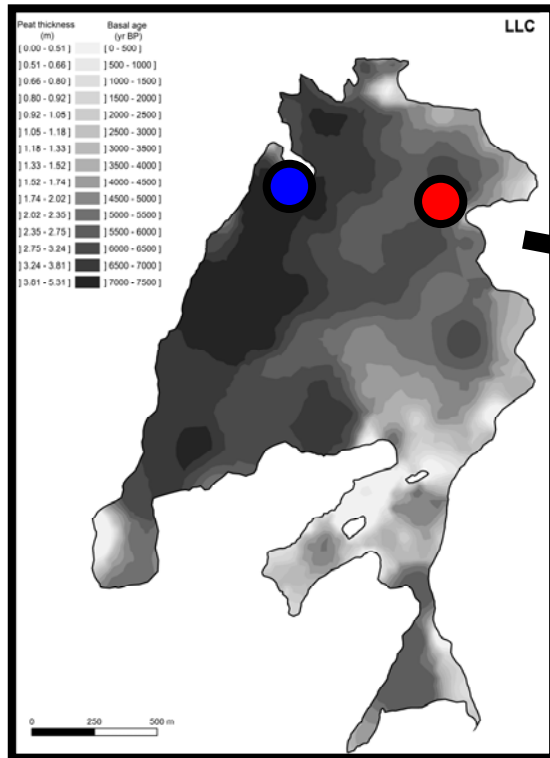 LLC
Peat thickness (m) Basal age (yr BP)
] 0.00 - 0.51 ] [ 0 - 500 ]
] 0.51 - 0.66 ] ] 500 - 1000 ]
] 0.66 - 0.80 ] ] 1000 - 1500 ]
] 0.80 - 0.92 ] ] 1500 - 2000 ]
] 0.92 - 1.05 ] ] 2000 - 2500 ]
] 1.05 - 1.18 ] ] 2500 - 3000 ]
] 1.18 - 1.33 ] ] 3000 - 3500 ]
] 1.33 - 1.52 ] ] 3500 - 4000 ]
] 1.52 - 1.74 ] ] 4000 - 4500 ]
] 1.74 - 2.02 ] ] 4500 - 5000 ]
] 2.02 - 2.35 ] ] 5000 - 5500 ]
] 2.35 - 2.75 ] ] 5500 - 6000 ]
] 2.75 - 3.24 ] ] 6000 - 6500 ]
] 3.24 - 3.81 ] ] 6500 - 7000 ]
] 3.81 - 5.31 ] ] 7000 - 7500 ]
0 250 500 m